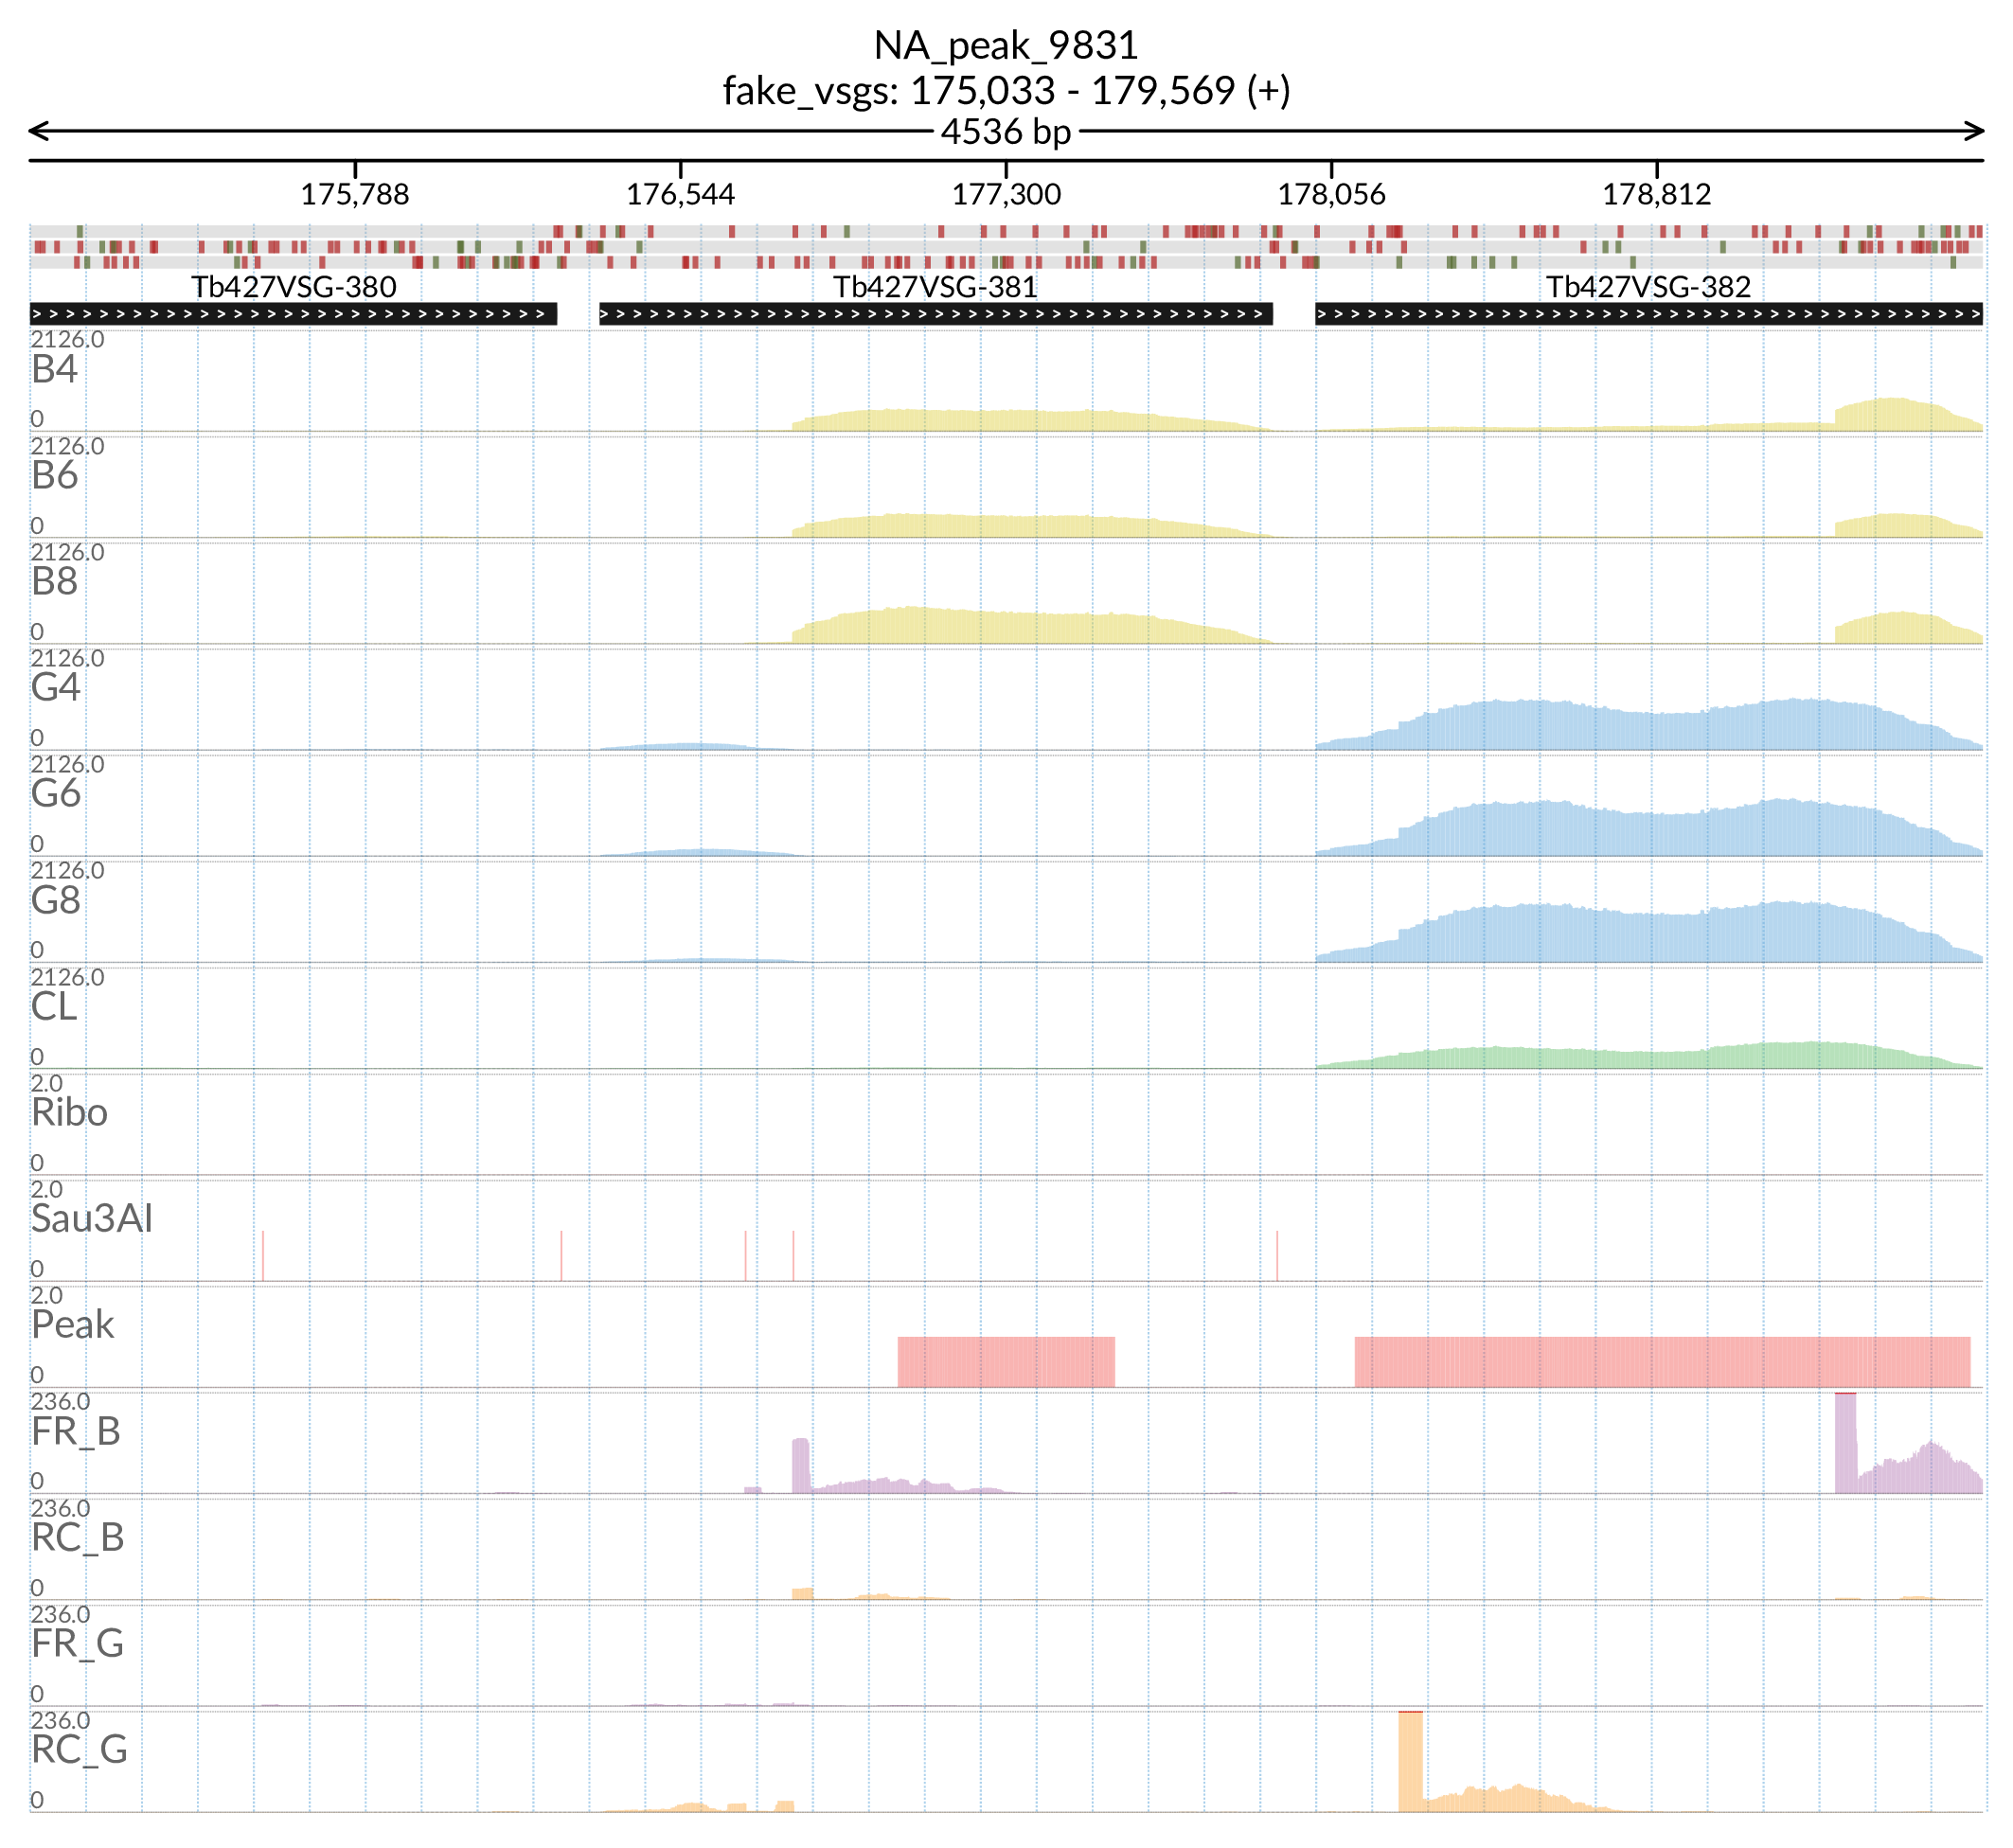 NA_peak_9831
fake_vsgs: 175,033 - 179,569 (+)
4536 bp
175,788 176,544 177,300 178,056 178,812
Tb427VSG-380 Tb427VSG-381 Tb427VSG-382
2126.0
B4
0
2126.0
B6
0
2126.0
B8
0
2126.0
G4
0
2126.0
G6
0
2126.0
G8
0
2126.0
CL
0
2.0
Ribo
0
2.0
Sau3AI
0
2.0
Peak
0
236.0
FR_B
0
236.0
RC_B
0
236.0
FR_G
0
236.0
RC_G
0